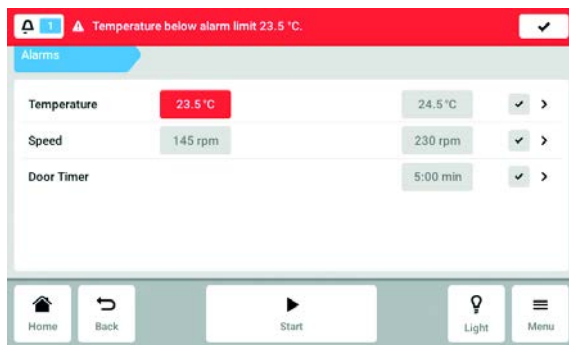 1 Temperature below alarm limit 23.5 °C.
Alarms
Temperature 23.5 °C 24.5 °C
Speed 145 rpm 230 rpm
Door Timer 5:00 min
Home Back Start Light Menu